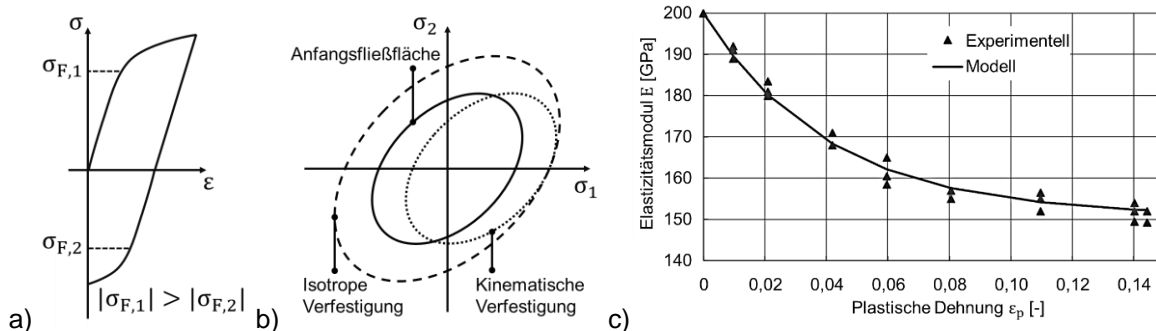 a)
σ
σF,1
ε
σF,2
|σF,1| > |σF,2|
b)
σ2
Anfangsfließfläche
σ1
Isotrope
Verfestigung
Kinematische
Verfestigung
c)
Elastizitätsmodul E [GPa]
200
190
180
170
160
150
140
Experimentell
Modell
0
0,02
0,04
0,06
0,08
0,10
0,12
0,14
Plastische Dehnung εp [-]